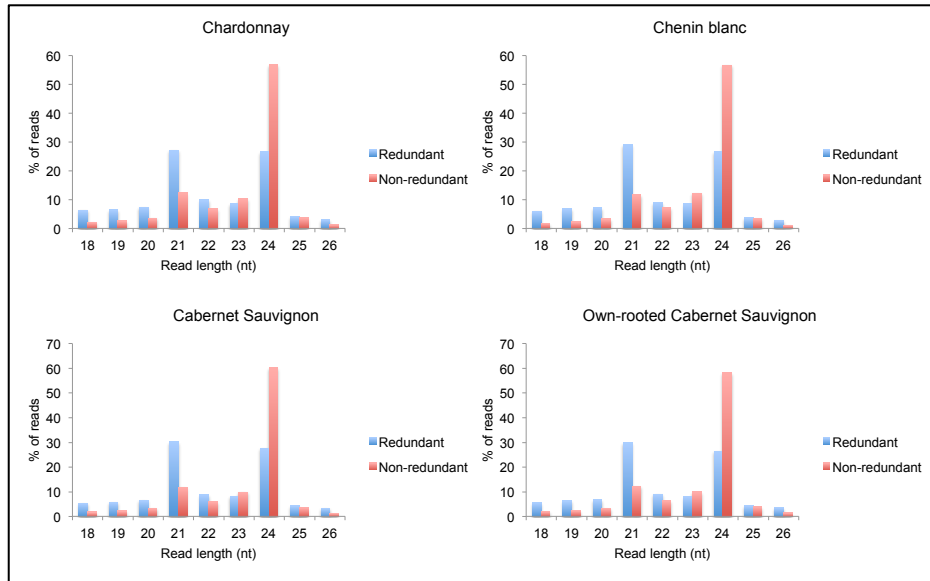 Chardonnay
% of reads
60
50
40
30
20
10
0
18 19 20 21 22 23 24 25 26
Read length (nt)
Redundant
Non-redundant
Chenin blanc
% of reads
60
50
40
30
20
10
0
18 19 20 21 22 23 24 25 26
Read length (nt)
Redundant
Non-redundant
Cabernet Sauvignon
% of reads
70
60
50
40
30
20
10
0
18 19 20 21 22 23 24 25 26
Read length (nt)
Redundant
Non-redundant
Own-rooted Cabernet Sauvignon
% of reads
70
60
50
40
30
20
10
0
18 19 20 21 22 23 24 25 26
Read length (nt)
Redundant
Non-redundant